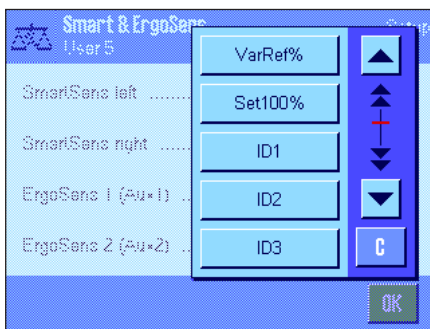 Smart & ErgoSens
User 5
Setup
SmartSens left ........
SmartSens right ......
ErgoSens 1 (Aux1) ..
ErgoSens 2 (Aux2) ..
VarRef%
Set100%
ID1
ID2
ID3
C
OK